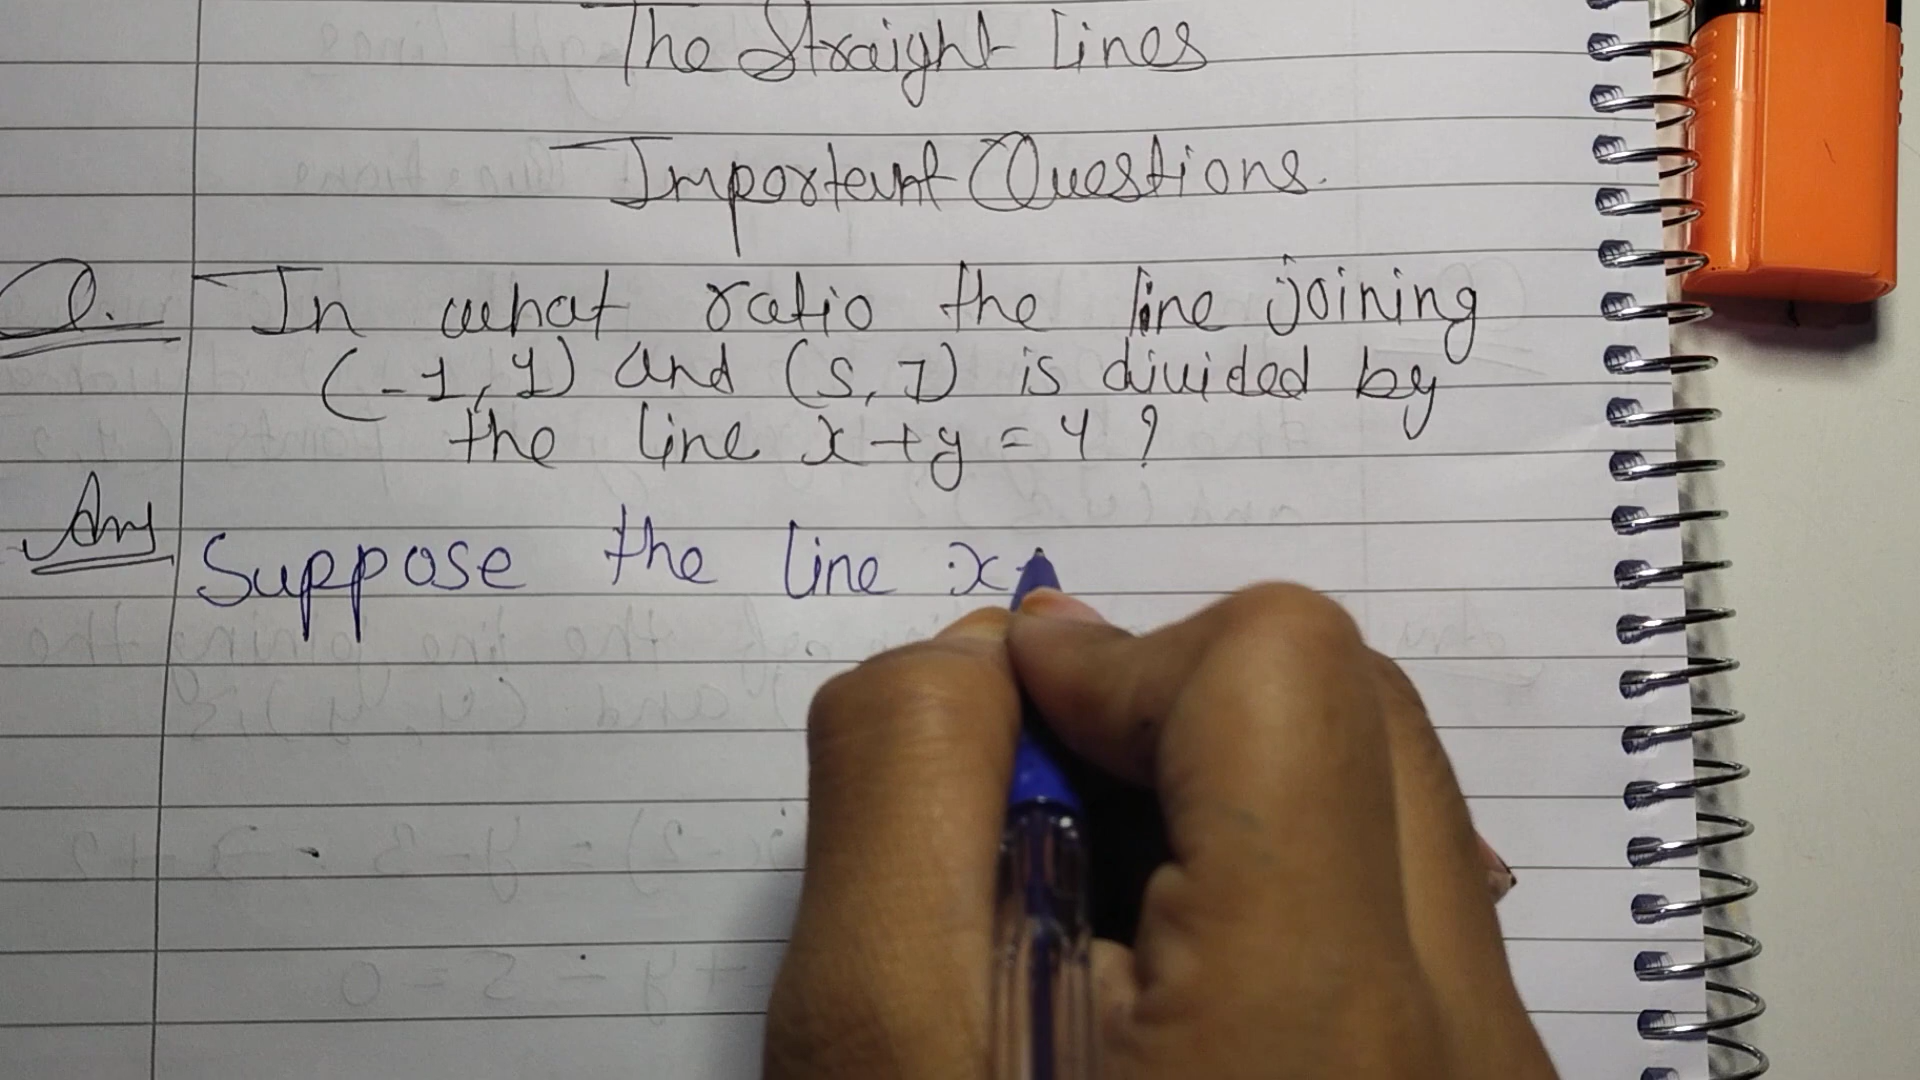 The Straight Lines
Important Questions.
Q. In what ratio the line joining
(-1, 1) and (5, 7) is divided by
the line x+y = 4 ?
Ans Suppose the line x